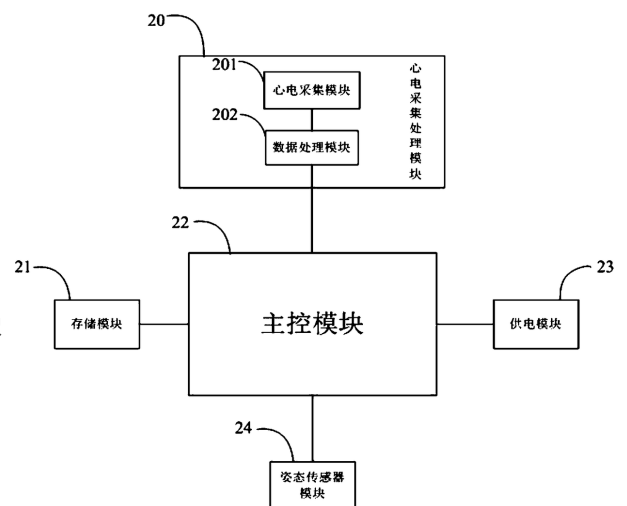 20
201
心电采集模块
202
数据处理模块
心电采集处理模块
22
主控模块
21
存储模块
23
供电模块
24
姿态传感器
模块